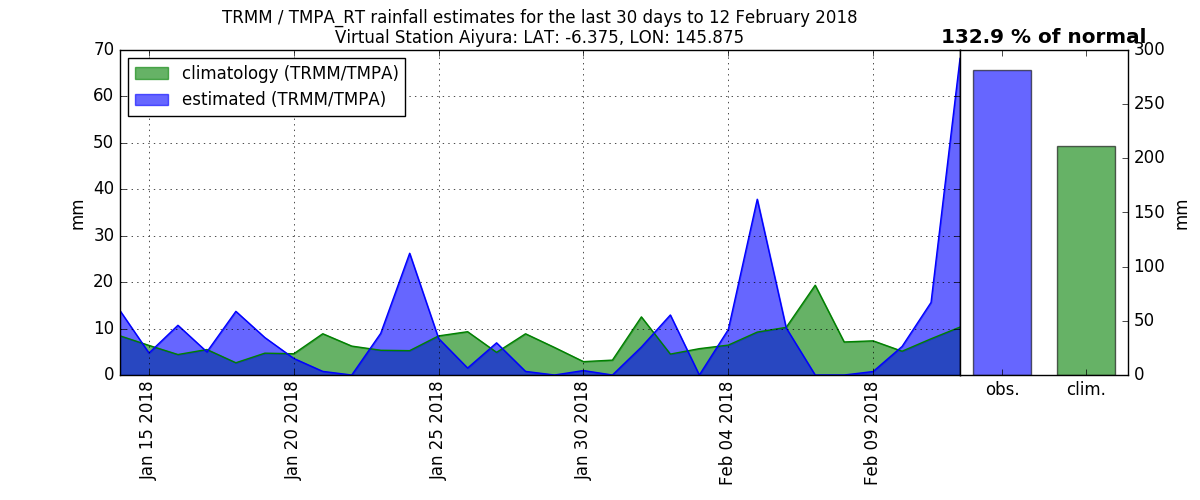 TRMM / TMPA_RT rainfall estimates for the last 30 days to 12 February 2018
Virtual Station Aiyura: LAT: -6.375, LON: 145.875
132.9 % of normal
climatology (TRMM/TMPA)
estimated (TRMM/TMPA)
70
60
50
40
30
20
10
0
mm
Jan 15 2018
Jan 20 2018
Jan 25 2018
Jan 30 2018
Feb 04 2018
Feb 09 2018
obs.
clim.
300
250
200
150
100
50
0
mm